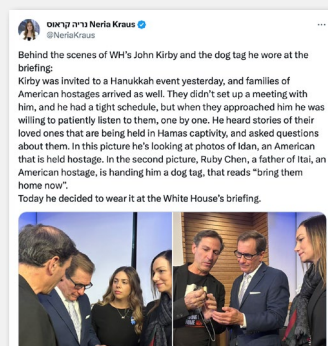 נריה קראוס Neria Kraus
@NeriaKraus
Behind the scenes of WH's John Kirby and the dog tag he wore at the
briefing:
Kirby was invited to a Hanukkah event yesterday, and families of
American hostages arrived as well. They didn't set up a meeting with
him, and he had a tight schedule, but when they approached him he was
willing to patiently listen to them, one by one. He heard stories of their
loved ones that are being held in Hamas captivity, and asked questions
about them. In this picture he's looking at photos of Idan, an American
that is held hostage. In the second picture, Ruby Chen, a father of Itai, an
American hostage, is handing him a dog tag, that reads "bring them
home now".
Today he decided to wear it at the White House's briefing.